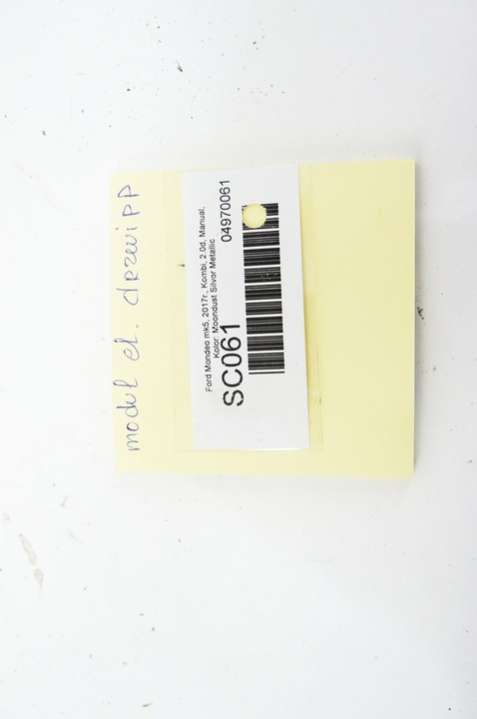 modul el. drzwi PP
Ford Mondeo mk5, 2017r., Kombi, 2.0d, Manual,
Kolor: Moondust Silver Metallic
SC061 04970061